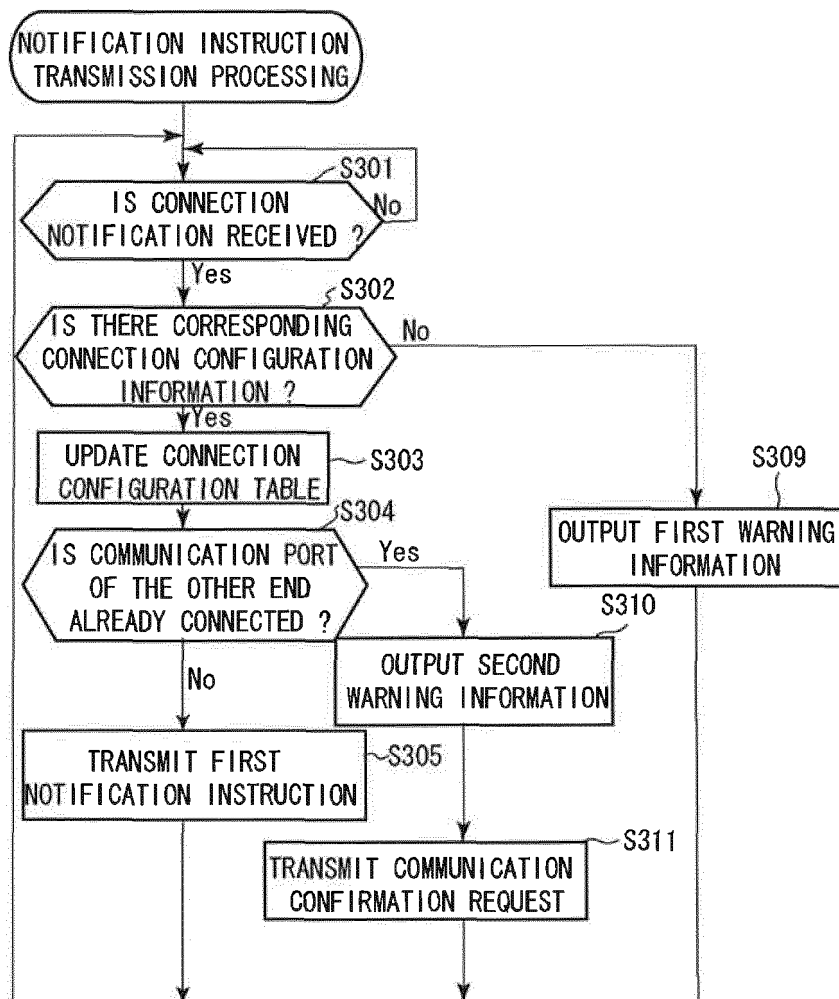 NOTIFICATION INSTRUCTION
TRANSMISSION PROCESSING
S301
IS CONNECTION
NOTIFICATION RECEIVED ?
No
Yes
S302
IS THERE CORRESPONDING
CONNECTION CONFIGURATION
INFORMATION ?
No
Yes
UPDATE CONNECTION
CONFIGURATION TABLE
S303
S304
IS COMMUNICATION PORT
OF THE OTHER END
ALREADY CONNECTED ?
Yes
No
S309
OUTPUT FIRST WARNING
INFORMATION
S310
OUTPUT SECOND
WARNING INFORMATION
TRANSMIT FIRST
NOTIFICATION INSTRUCTION
S305
S311
TRANSMIT COMMUNICATION
CONFIRMATION REQUEST